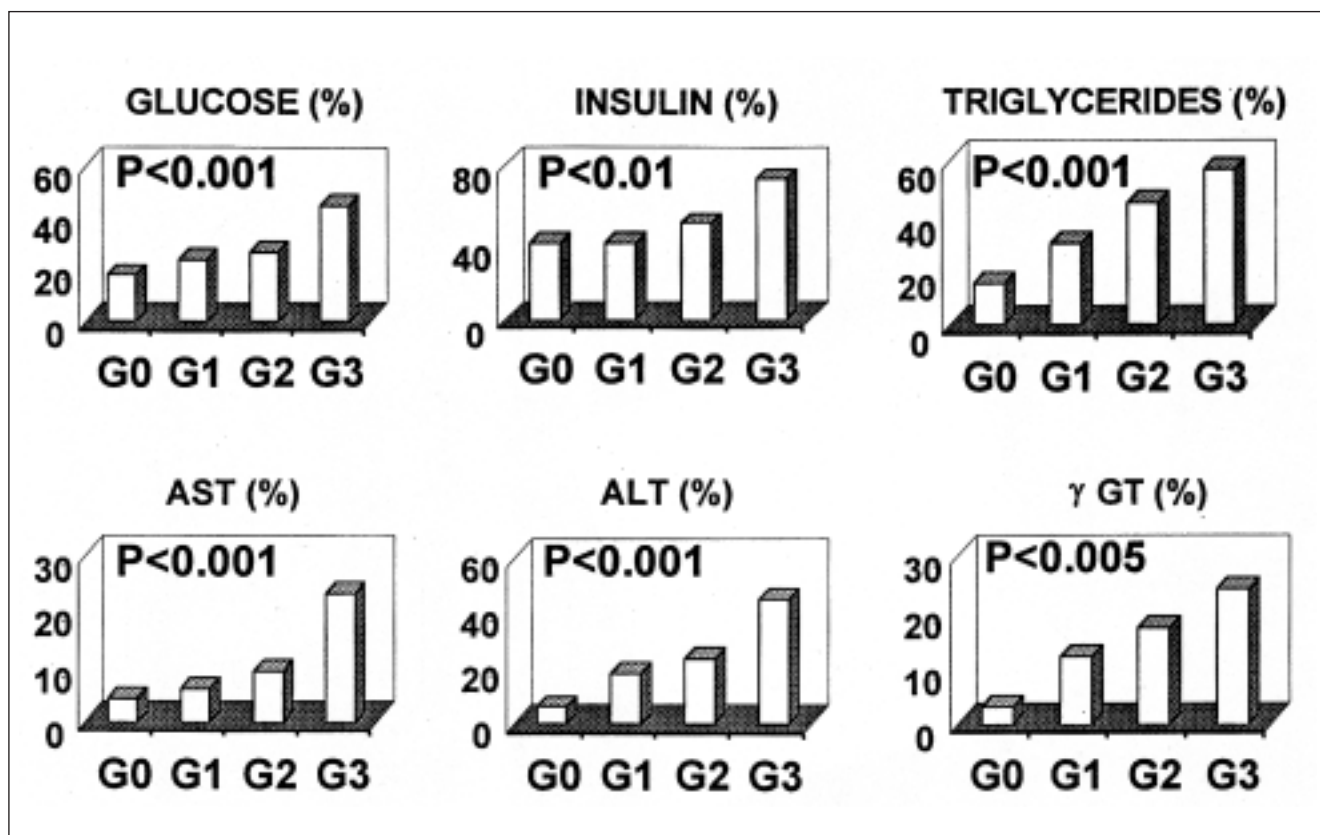 GLUCOSE (%)
P<0.001
60
40
20
0
G0 G1 G2 G3
INSULIN (%)
P<0.01
80
40
0
G0 G1 G2 G3
TRIGLYCERIDES (%)
P<0.001
60
40
20
0
G0 G1 G2 G3
AST (%)
P<0.001
30
20
10
0
G0 G1 G2 G3
ALT (%)
P<0.001
60
40
20
0
G0 G1 G2 G3
γ GT (%)
P<0.005
30
20
10
0
G0 G1 G2 G3